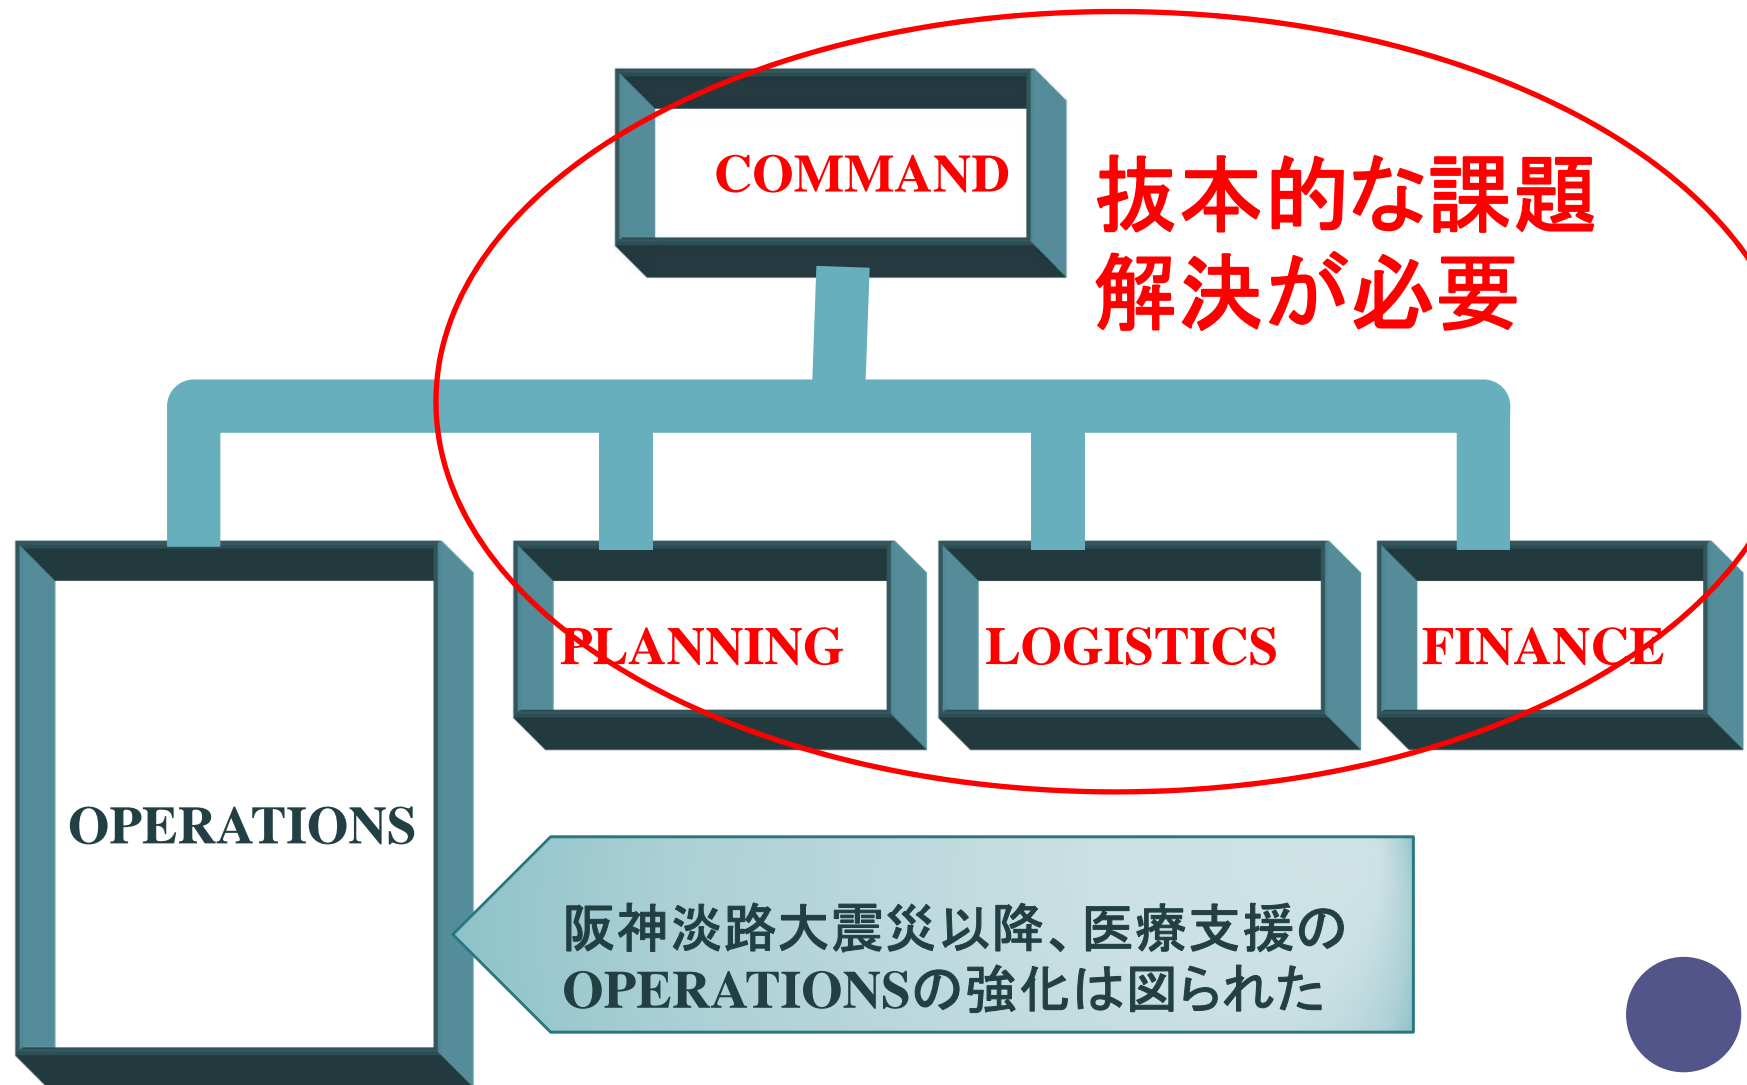 COMMAND
抜本的な課題
解決が必要
PLANNING
LOGISTICS
FINANCE
OPERATIONS
阪神淡路大震災以降、医療支援の
OPERATIONSの強化は図られた